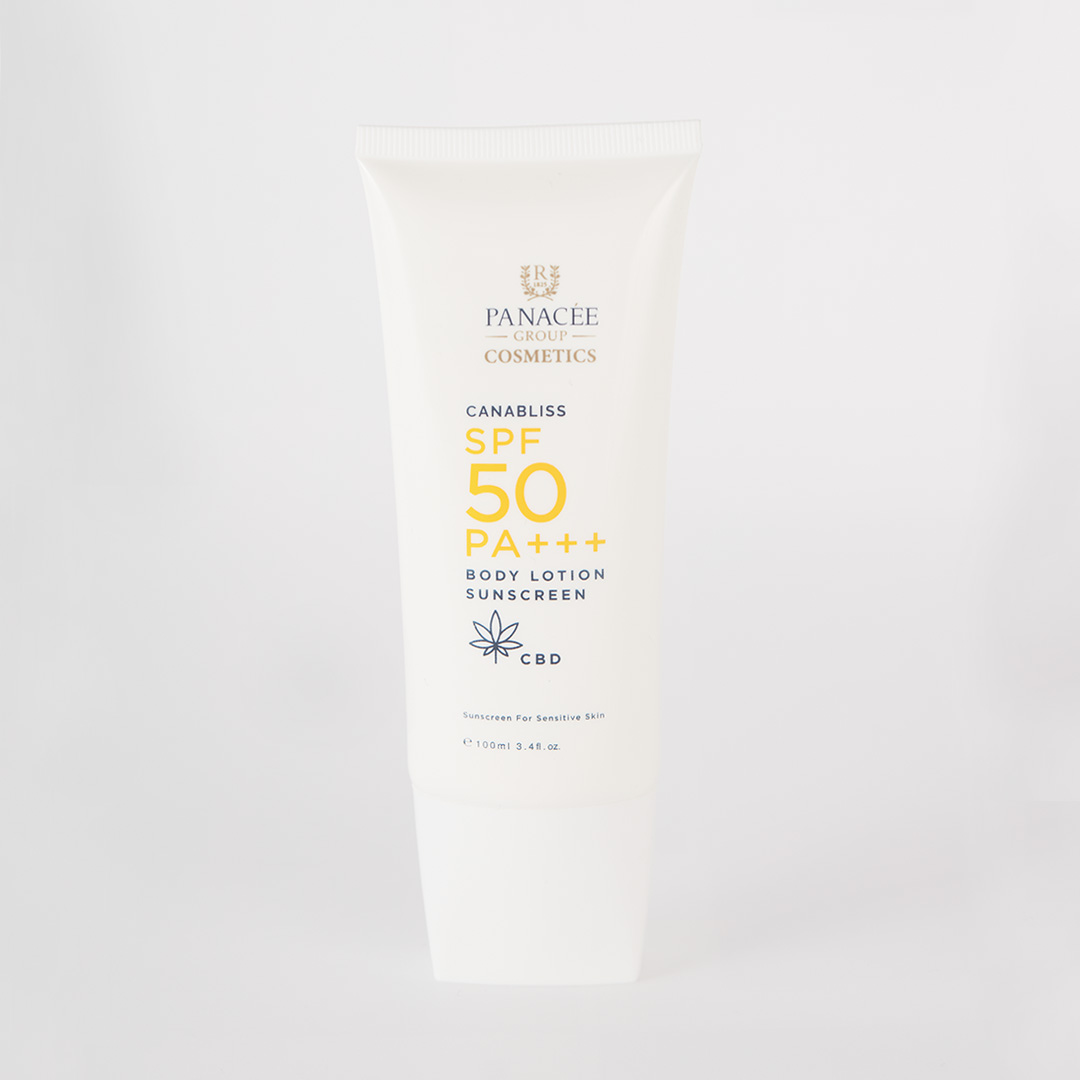 R
1825
PANACÉE
GROUP
COSMETICS
CANABLISS
SPF
50
PA+++
BODY LOTION
SUNSCREEN
CBD
Sunscreen For Sensitive Skin
℮ 100ml 3.4fl.oz.